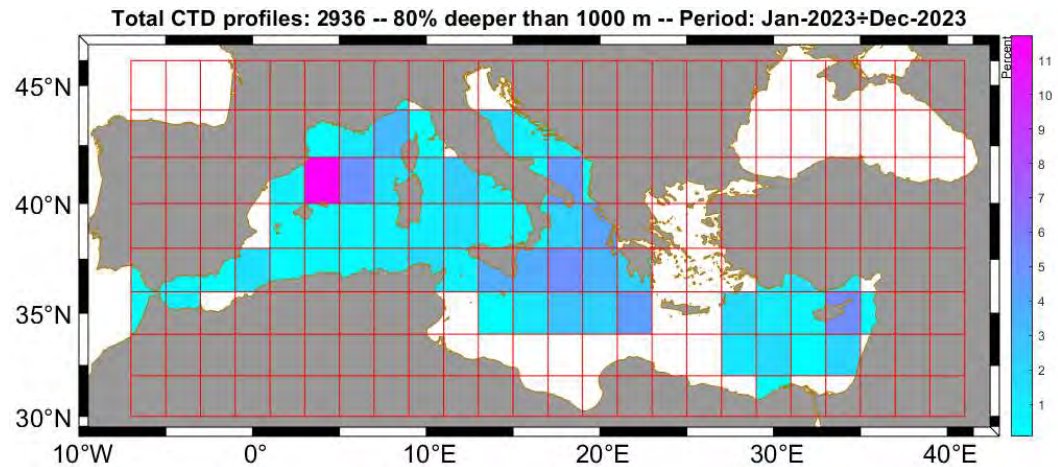 Total CTD profiles: 2936 -- 80% deeper than 1000 m -- Period: Jan-2023÷Dec-2023
Percent
45°N
40°N
35°N
30°N
10°W 0° 10°E 20°E 30°E 40°E
11
10
9
8
7
6
5
4
3
2
1